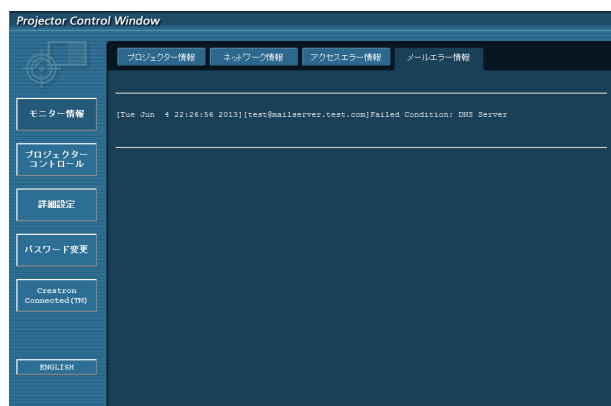 Projector Control Window
プロジェクター情報 ネットワーク情報 アクセスエラー情報 メールエラー情報
モニター情報
[Tue Jun  4 22:26:56 2013][test@mailserver.test.com]Failed Condition: DNS Server
プロジェクター
コントロール
詳細設定
パスワード変更
Crestron
Connected(TM)
ENGLISH